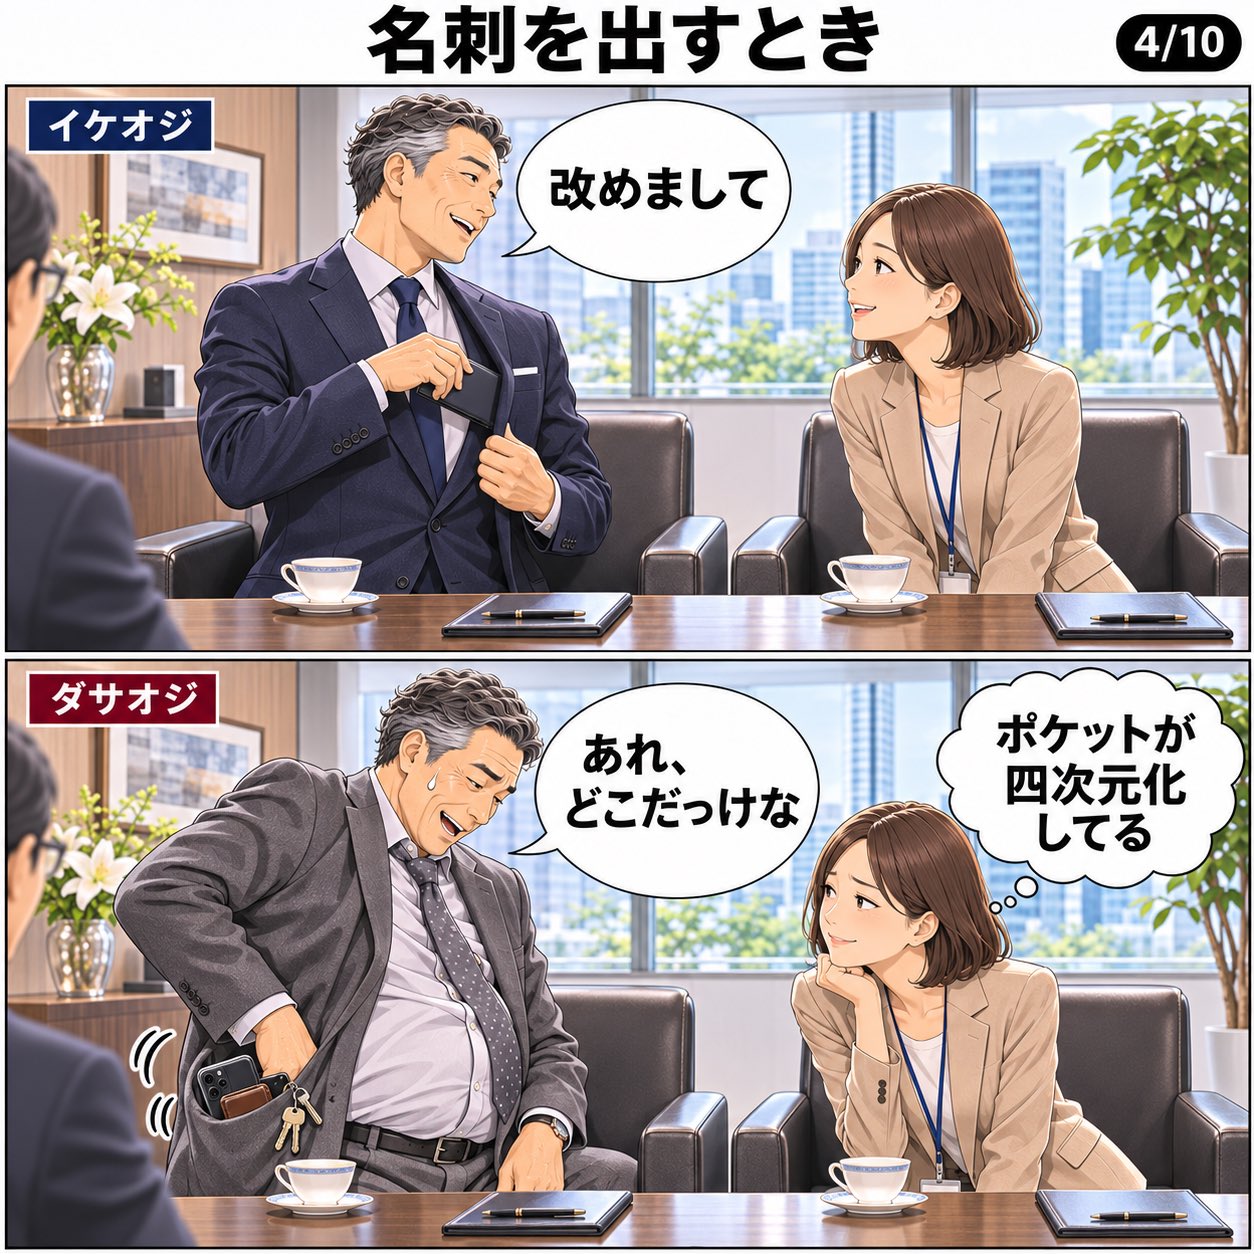 名刺を出すとき
4/10
イケオジ
改めまして
ダサオジ
あれ、
どこだっけな
ポケットが
四次元化
してる